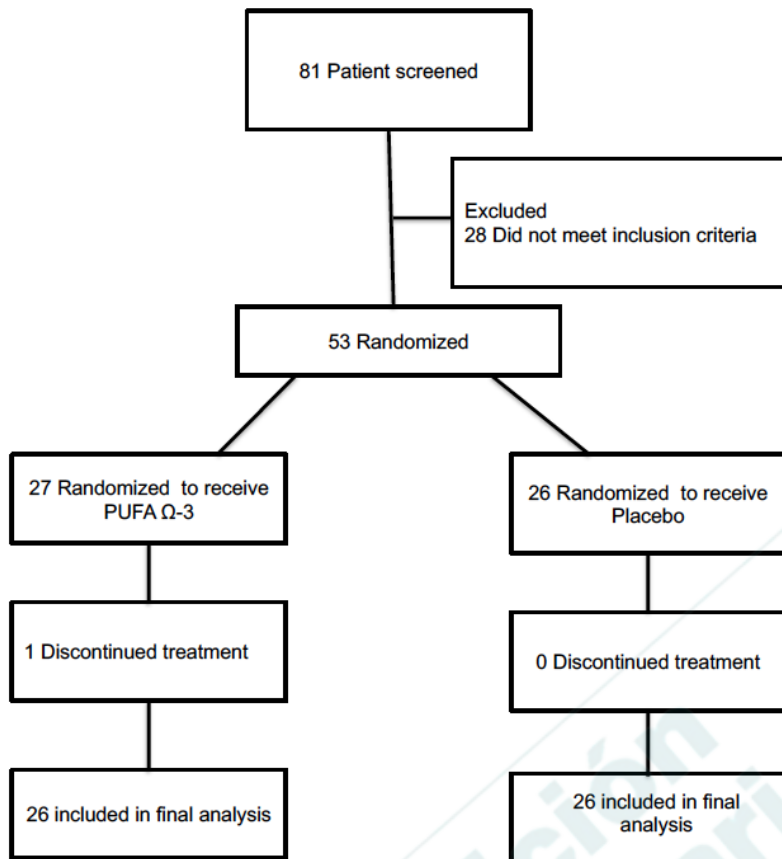 81 Patient screened
Excluded
28 Did not meet inclusion criteria
53 Randomized
27 Randomized  to receive
PUFA Ω-3
26 Randomized  to receive
Placebo
1 Discontinued treatment
0 Discontinued treatment
26 included in final analysis
26 included in final
analysis